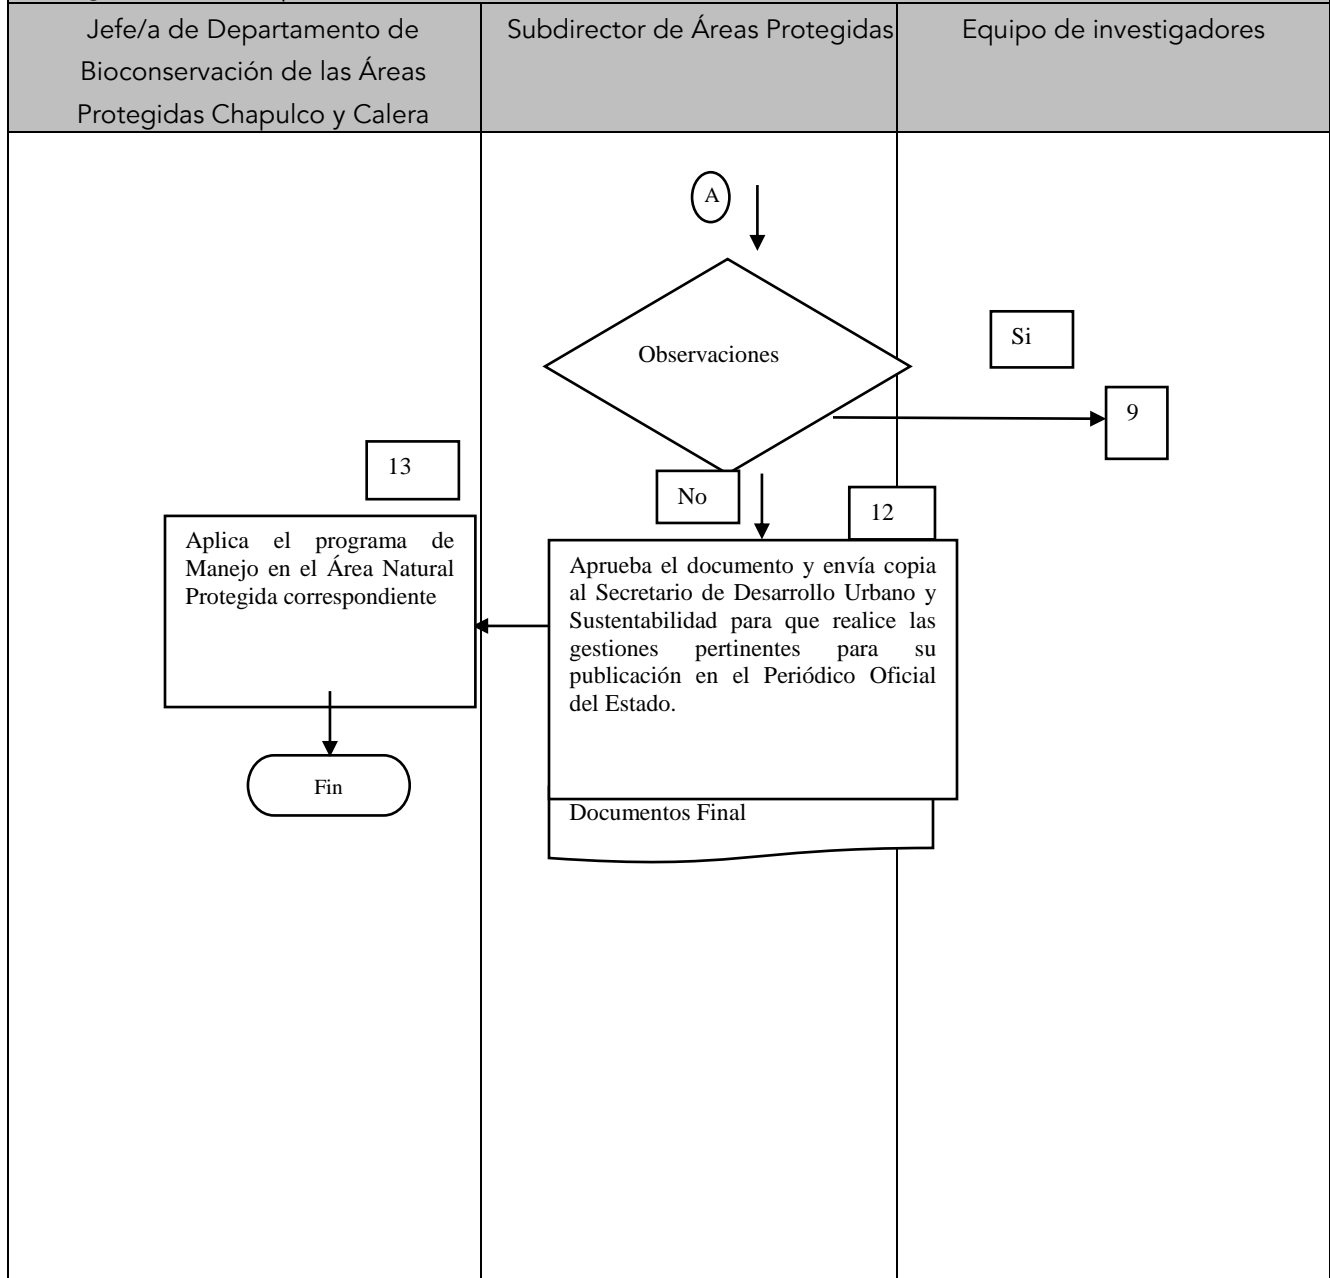 Jefe/a de Departamento de
Bioconservación de las Áreas
Protegidas Chapulco y Calera
Subdirector de Áreas Protegidas
Equipo de investigadores
A
Observaciones
Si
9
13
No
12
Aplica el programa de
Manejo en el Área Natural
Protegida correspondiente
Aprueba el documento y envía copia
al Secretario de Desarrollo Urbano y
Sustentabilidad para que realice las
gestiones pertinentes para su
publicación en el Periódico Oficial
del Estado.
Fin
Documentos Final